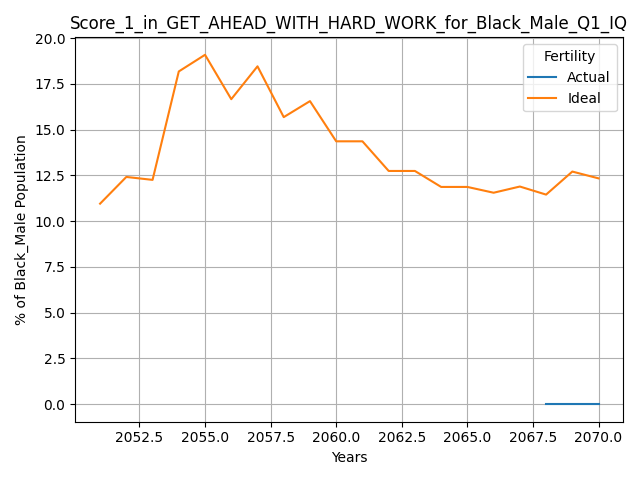 Score_1_in_GET_AHEAD_WITH_HARD_WORK_for_Black_Male_Q1_IQ
20.0
17.5
15.0
12.5
10.0
7.5
5.0
2.5
0.0
% of Black_Male Population
Fertility
Actual
Ideal
2052.5 2055.0 2057.5 2060.0 2062.5 2065.0 2067.5 2070.0
Years